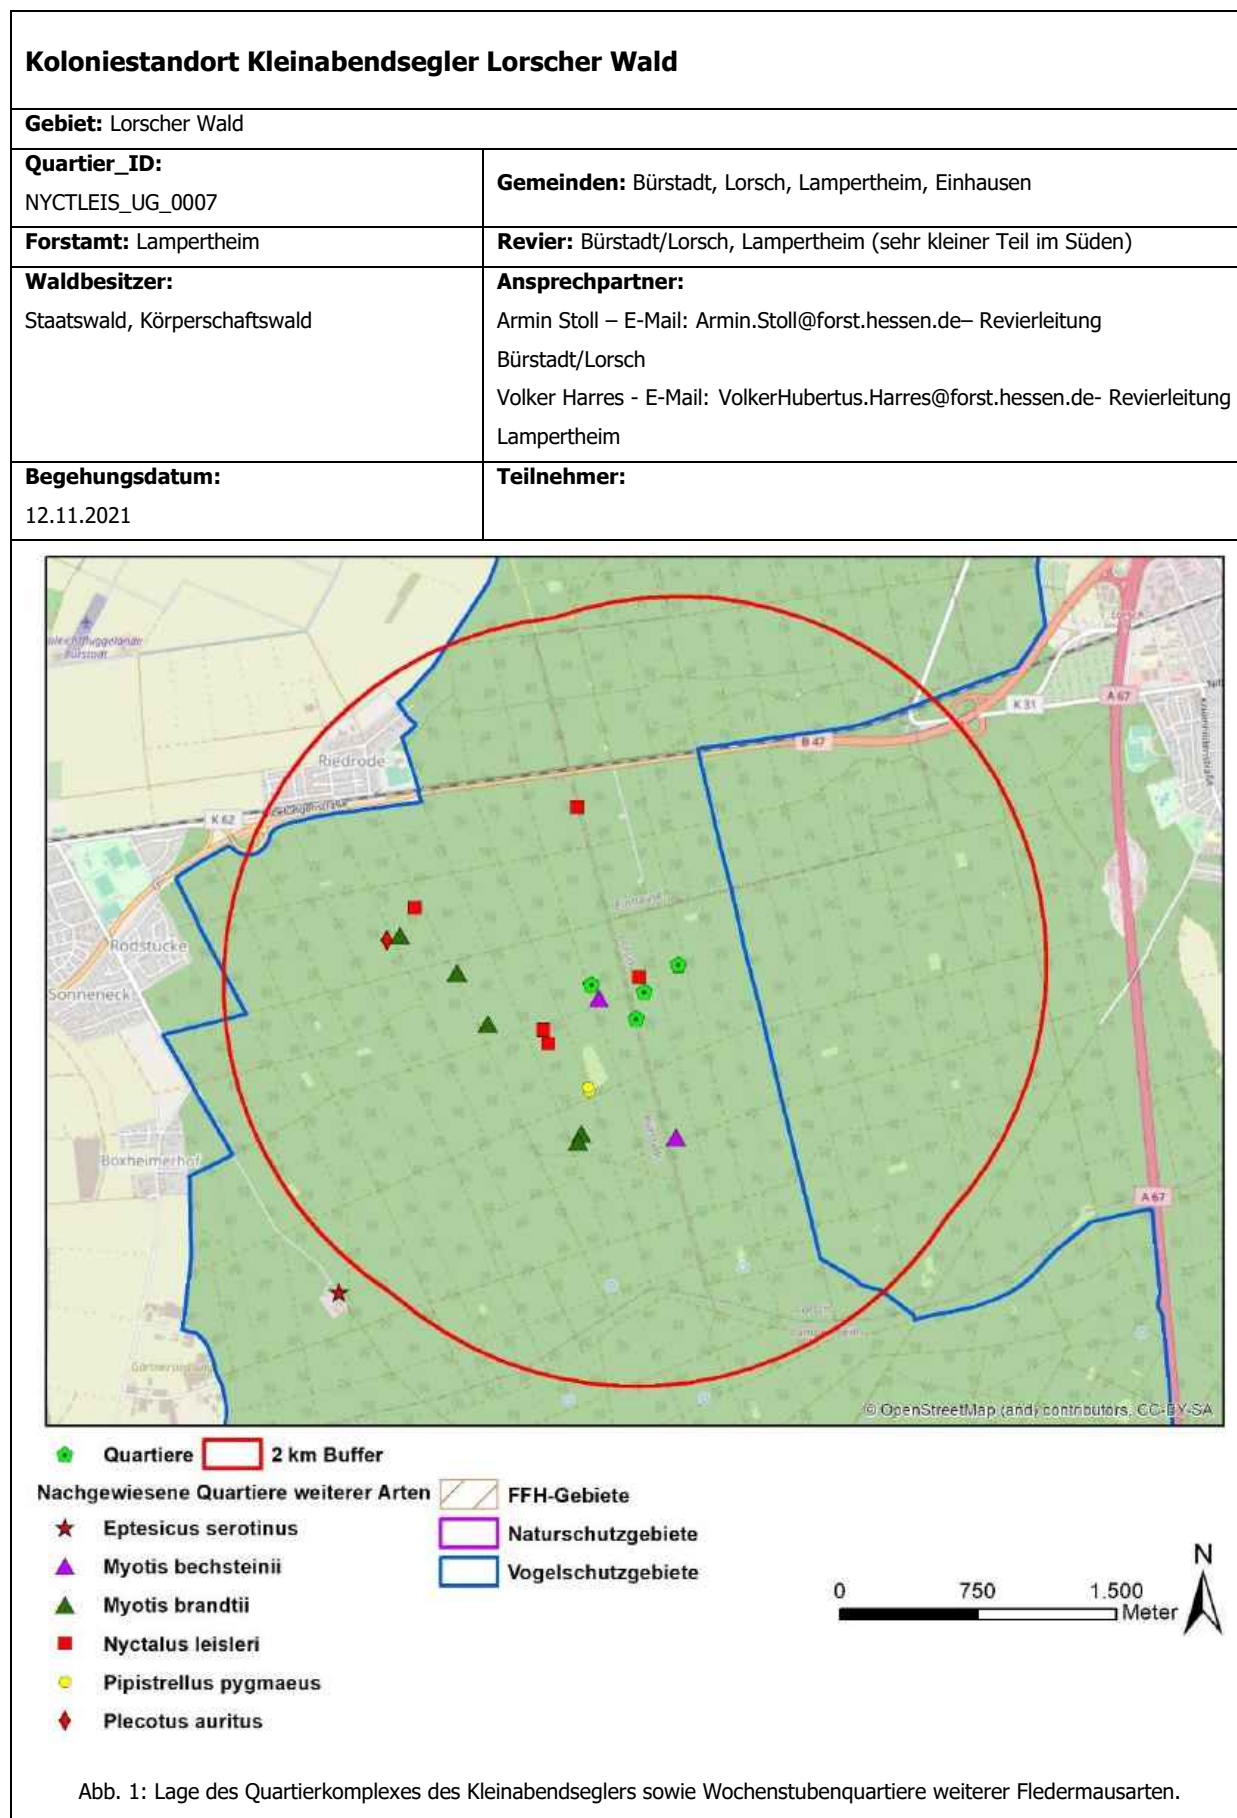 Koloniestandort Kleinabendsegler Lorscher Wald
Gebiet: Lorscher Wald
Quartier_ID:
NYCTLEIS_UG_0007
Gemeinden: Bürstadt, Lorsch, Lampertheim, Einhausen
Forstamt: Lampertheim
Revier: Bürstadt/Lorsch, Lampertheim (sehr kleiner Teil im Süden)
Waldbesitzer:
Staatswald, Körperschaftswald
Ansprechpartner:
Armin Stoll – E-Mail: Armin.Stoll@forst.hessen.de– Revierleitung
Bürstadt/Lorsch
Volker Harres - E-Mail: VolkerHubertus.Harres@forst.hessen.de- Revierleitung
Lampertheim
Begehungsdatum:
12.11.2021
Teilnehmer:
Bürstadt
Lorsch
A 67
K 31
B 47
Riedrode
K 62
Rodstücke
Sonneneck
Boxheimerhof
A 67
Lorsch
Lampertheim
© OpenStreetMap (and) contributors, CC-BY-SA
Quartiere
2 km Buffer
Nachgewiesene Quartiere weiterer Arten
Eptesicus serotinus
Myotis bechsteinii
Myotis brandtii
Nyctalus leisleri
Pipistrellus pygmaeus
Plecotus auritus
FFH-Gebiete
Naturschutzgebiete
Vogelschutzgebiete
N
0 750 1.500
Meter
Abb. 1: Lage des Quartierkomplexes des Kleinabendseglers sowie Wochenstubenquartiere weiterer Fledermausarten.